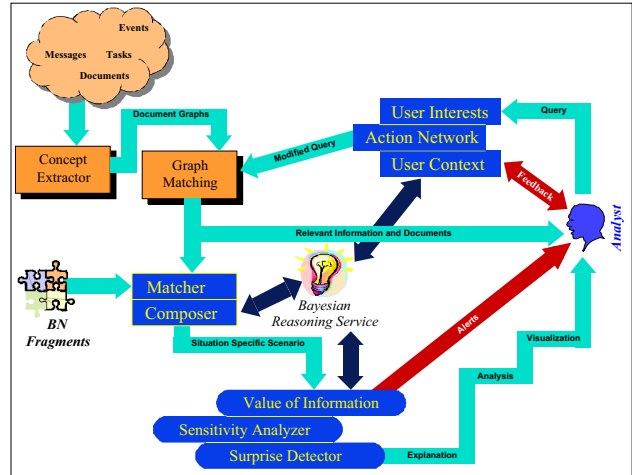 Events
Messages Tasks
Documents
Document Graphs
User Interests
Query
Action Network
Modified Query
User Context
Concept
Extractor
Graph
Matching
Feedback
Analyst
Relevant Information and Documents
Matcher
Composer
BN
Fragments
Bayesian
Reasoning Service
Alerts
Visualization
Situation Specific Scenario
Analysis
Value of Information
Sensitivity Analyzer
Surprise Detector
Explanation